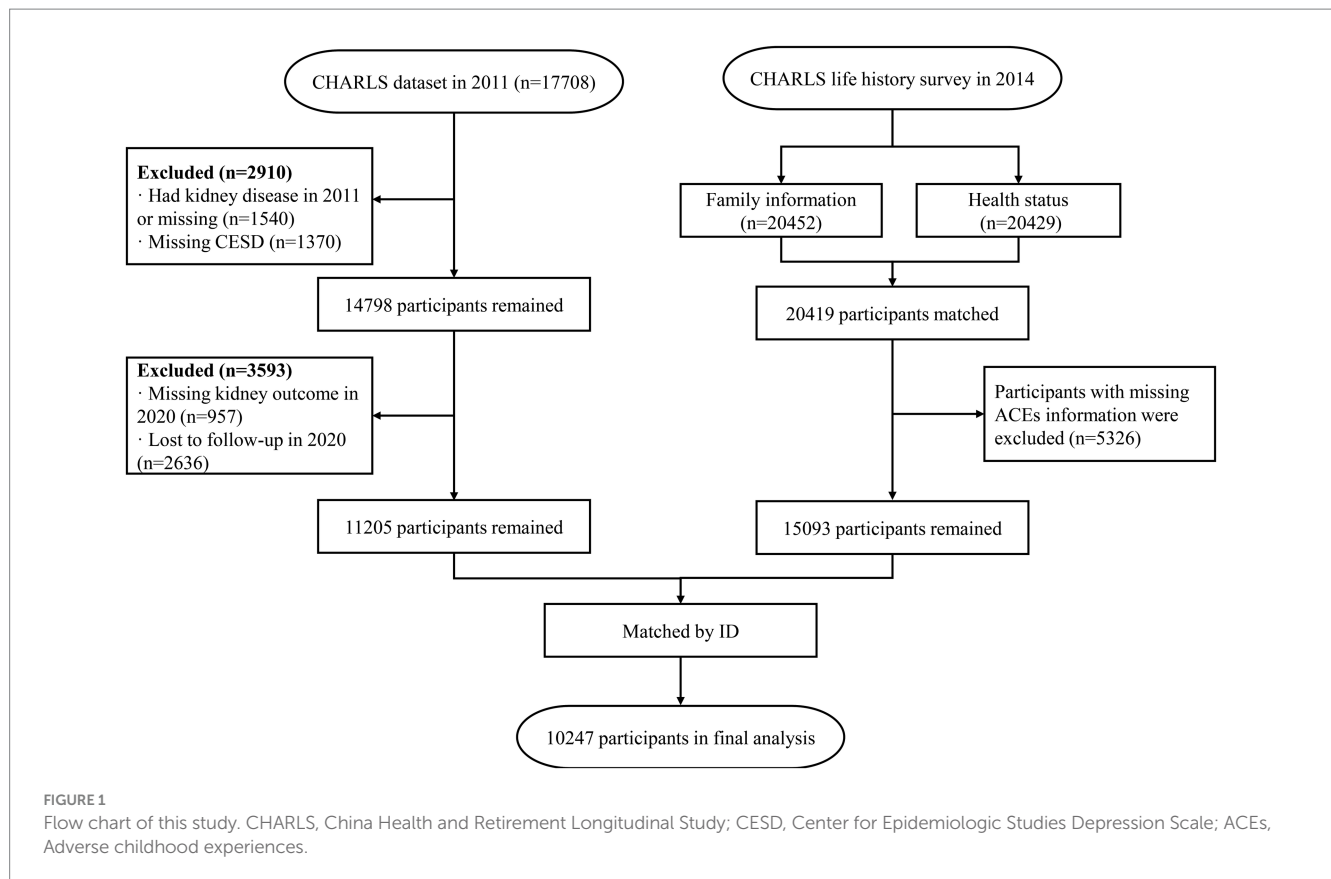 CHARLS dataset in 2011 (n=17708)
Excluded (n=2910)
· Had kidney disease in 2011
or missing (n=1540)
· Missing CESD (n=1370)
14798 participants remained
Excluded (n=3593)
· Missing kidney outcome in
2020 (n=957)
· Lost to follow-up in 2020
(n=2636)
11205 participants remained
CHARLS life history survey in 2014
Family information
(n=20452)
Health status
(n=20429)
20419 participants matched
Participants with missing
ACEs information were
excluded (n=5326)
15093 participants remained
Matched by ID
10247 participants in final analysis
FIGURE 1
Flow chart of this study. CHARLS, China Health and Retirement Longitudinal Study; CESD, Center for Epidemiologic Studies Depression Scale; ACEs,
Adverse childhood experiences.